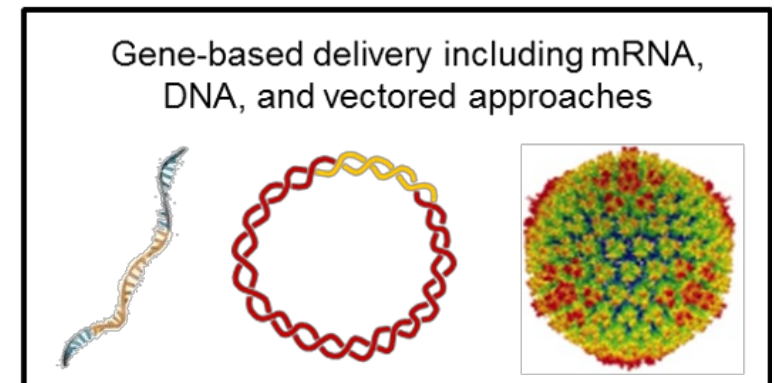 Gene-based delivery including mRNA,
DNA, and vectored approaches